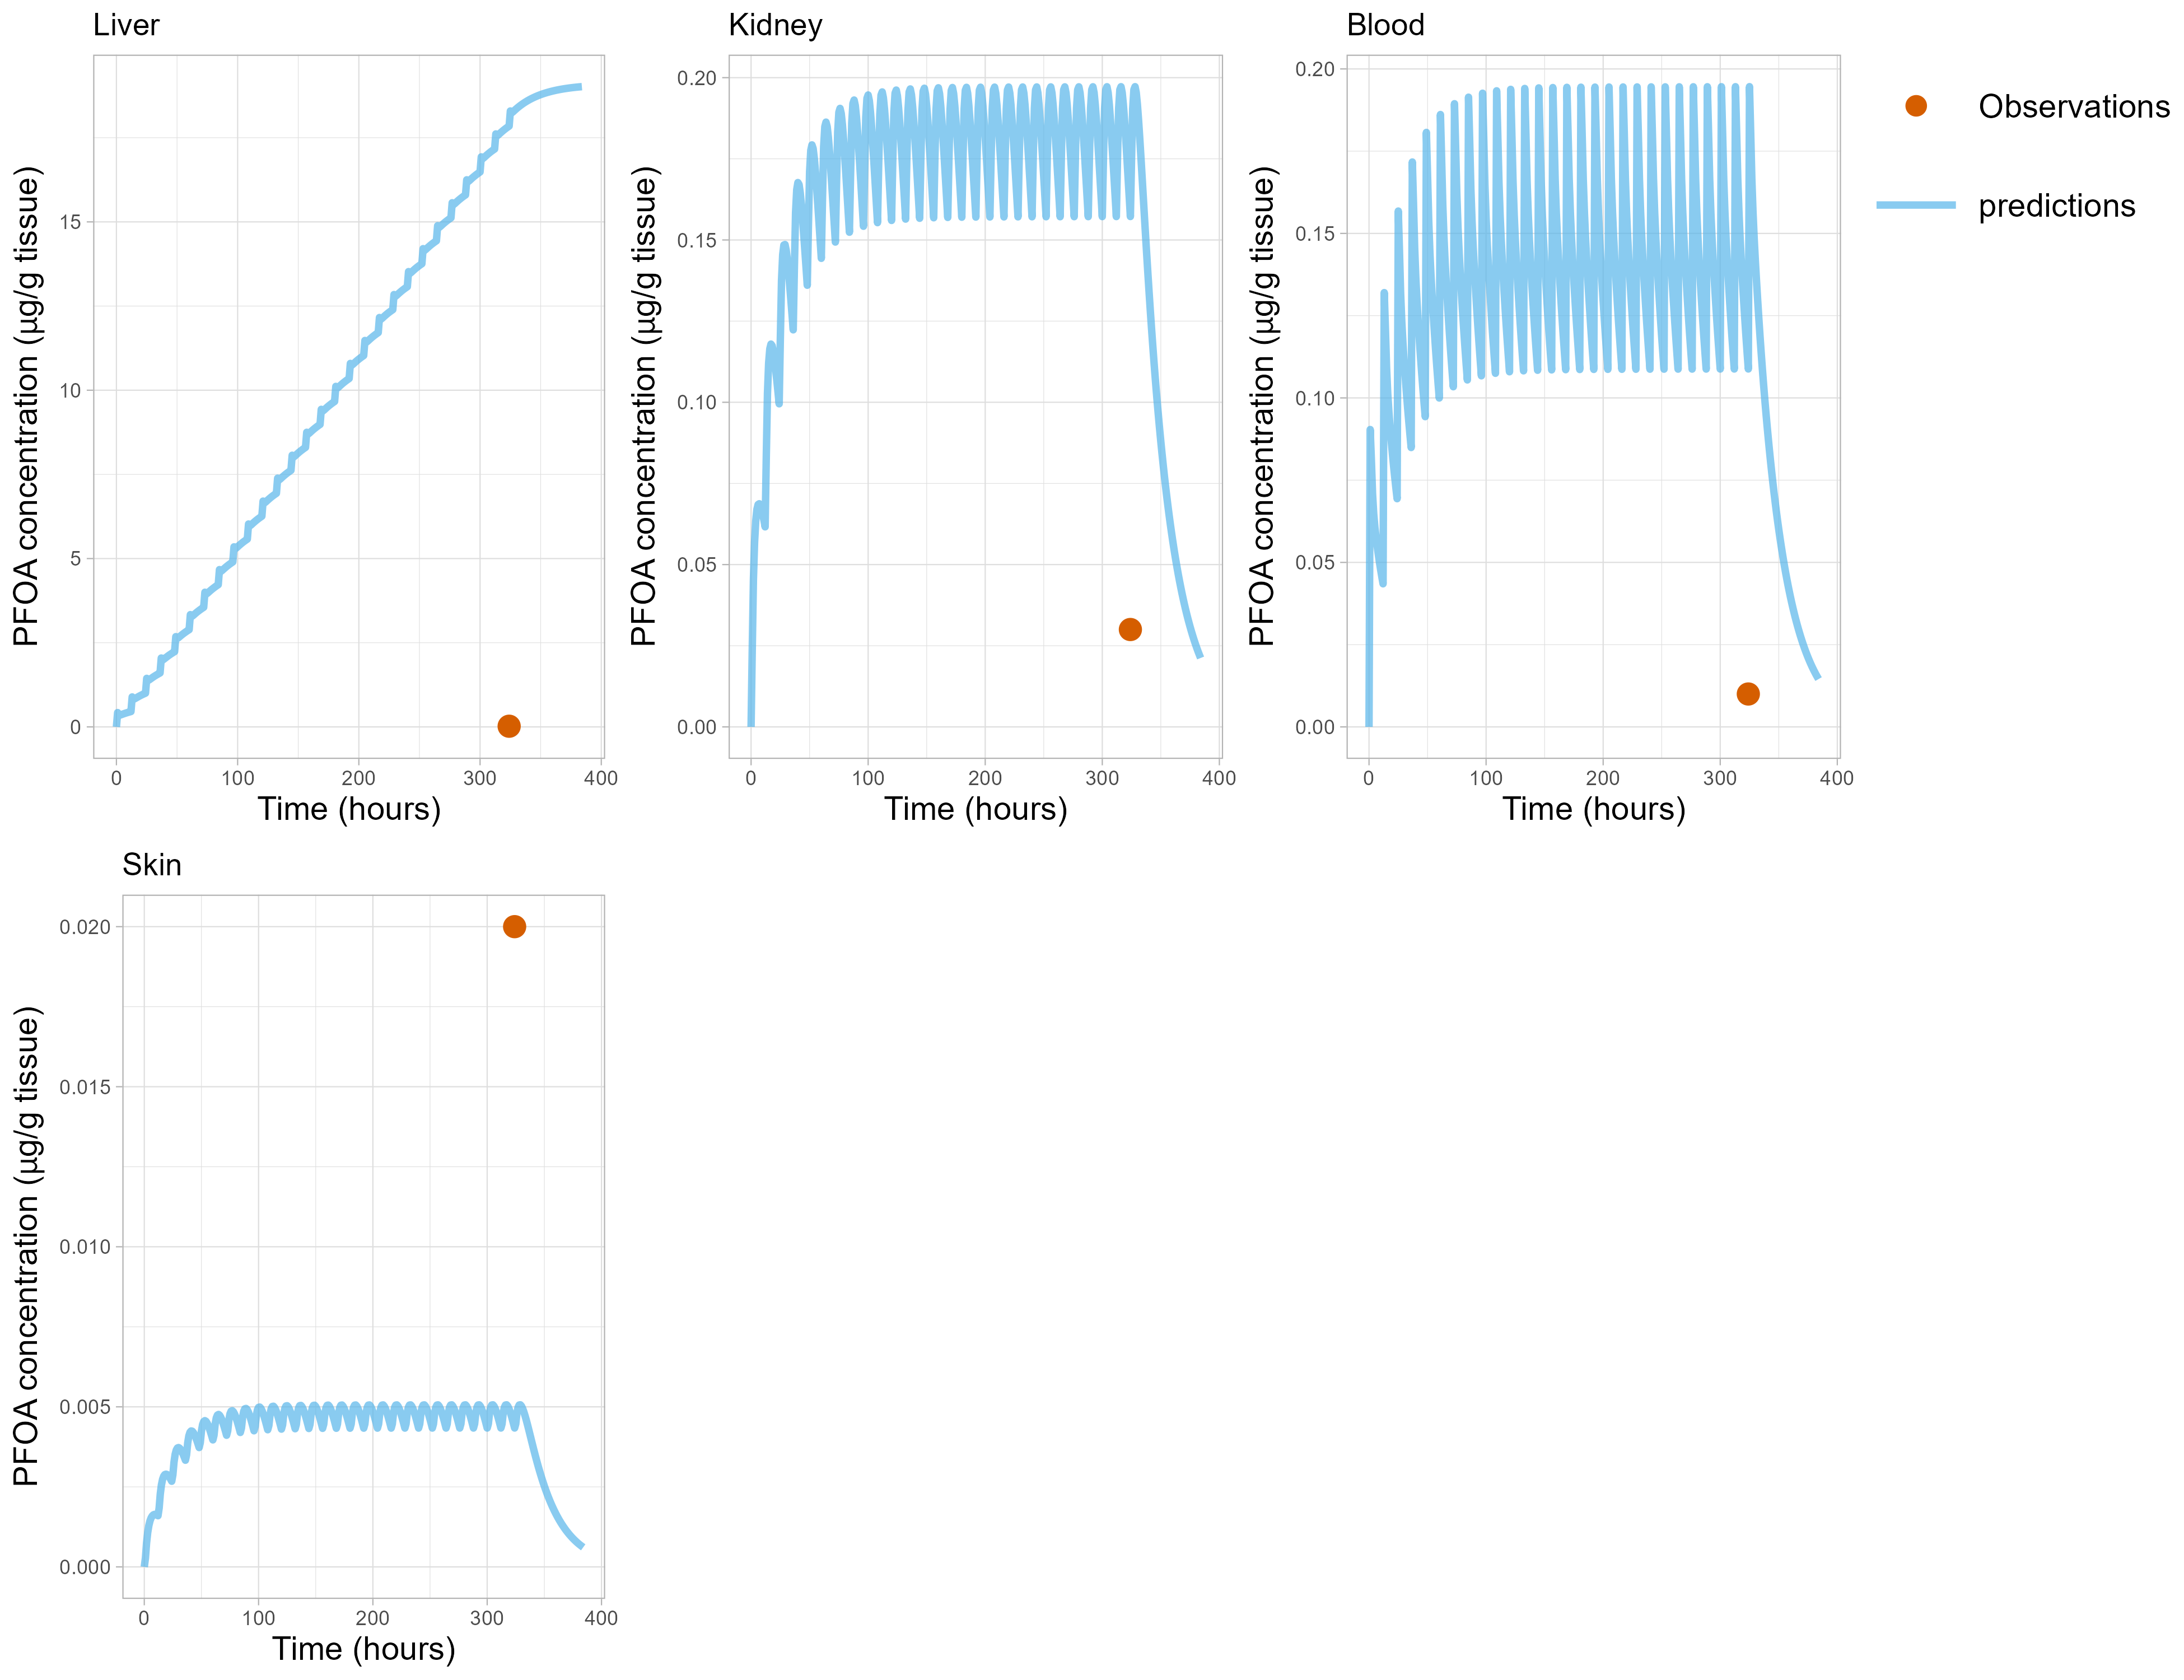 Liver
PFOA concentration (µg/g tissue)
15
10
5
0
0 100 200 300 400
Time (hours)
Kidney
PFOA concentration (µg/g tissue)
0.20
0.15
0.10
0.05
0.00
0 100 200 300 400
Time (hours)
Blood
PFOA concentration (µg/g tissue)
0.20
0.15
0.10
0.05
0.00
0 100 200 300 400
Time (hours)
Observations
predictions
Skin
PFOA concentration (µg/g tissue)
0.020
0.015
0.010
0.005
0.000
0 100 200 300 400
Time (hours)